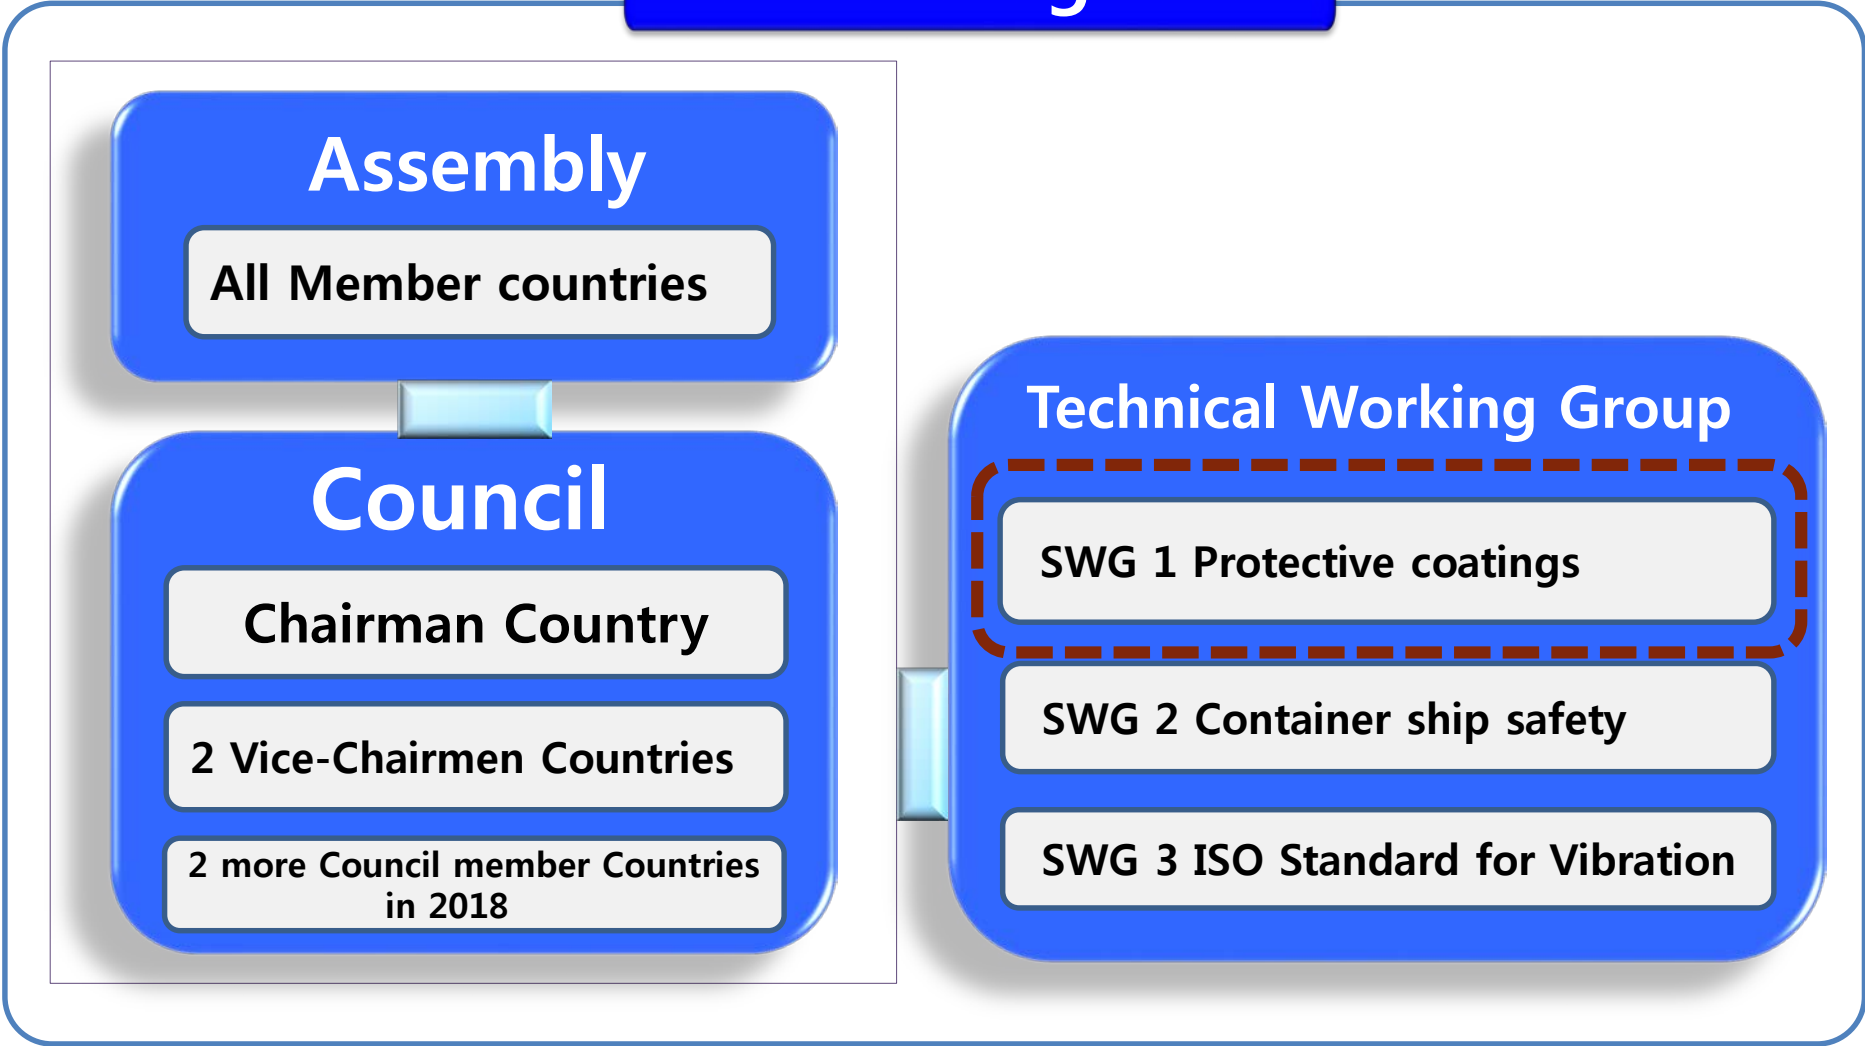 Assembly
All Member countries
Council
Chairman Country
2 Vice-Chairmen Countries
2 more Council member Countries
in 2018
Technical Working Group
SWG 1 Protective coatings
SWG 2 Container ship safety
SWG 3 ISO Standard for Vibration